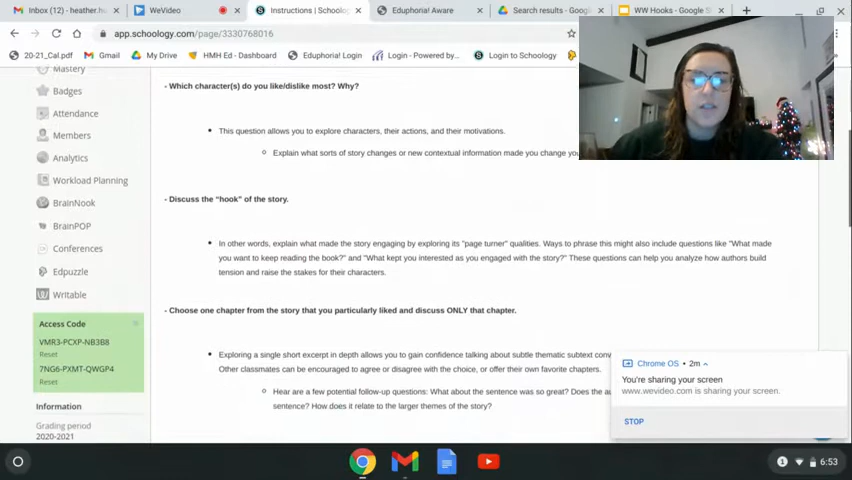 Inbox (12) - heather.hu
WeVideo
Instructions | Schoolog
Eduphoria! Aware
Search results - Goog
WW Hooks - Google S
app.schoology.com/page/3330768016
20-21_Cal.pdf
Gmail
My Drive
HMH Ed - Dashboard
Eduphoria! Login
Login - Powered by...
Login to Schoology
Mastery
Badges
Attendance
Members
Analytics
Workload Planning
BrainNook
BrainPOP
Conferences
Edpuzzle
Writable
Access Code
VMR3-PCXP-NB3B8
Reset
7NG6-PXMT-QWGP4
Reset
Information
Grading period
2020-2021
- Which character(s) do you like/dislike most? Why?
This question allows you to explore characters, their actions, and their motivations.
Explain what sorts of story changes or new contextual information made you change you
- Discuss the “hook” of the story.
In other words, explain what made the story engaging by exploring its "page turner" qualities. Ways to phrase this might also include questions like "What made
you want to keep reading the book?" and "What kept you interested as you engaged with the story?" These questions can help you analyze how authors build
tension and raise the stakes for their characters.
- Choose one chapter from the story that you particularly liked and discuss ONLY that chapter.
Exploring a single short excerpt in depth allows you to gain confidence talking about subtle thematic subtext conv
Other classmates can be encouraged to agree or disagree with the choice, or offer their own favorite chapters.
Hear are a few potential follow-up questions: What about the sentence was so great? Does the au
sentence? How does it relate to the larger themes of the story?
Chrome OS • 2m
You're sharing your screen
www.wevideo.com is sharing your screen.
STOP
1
6:53